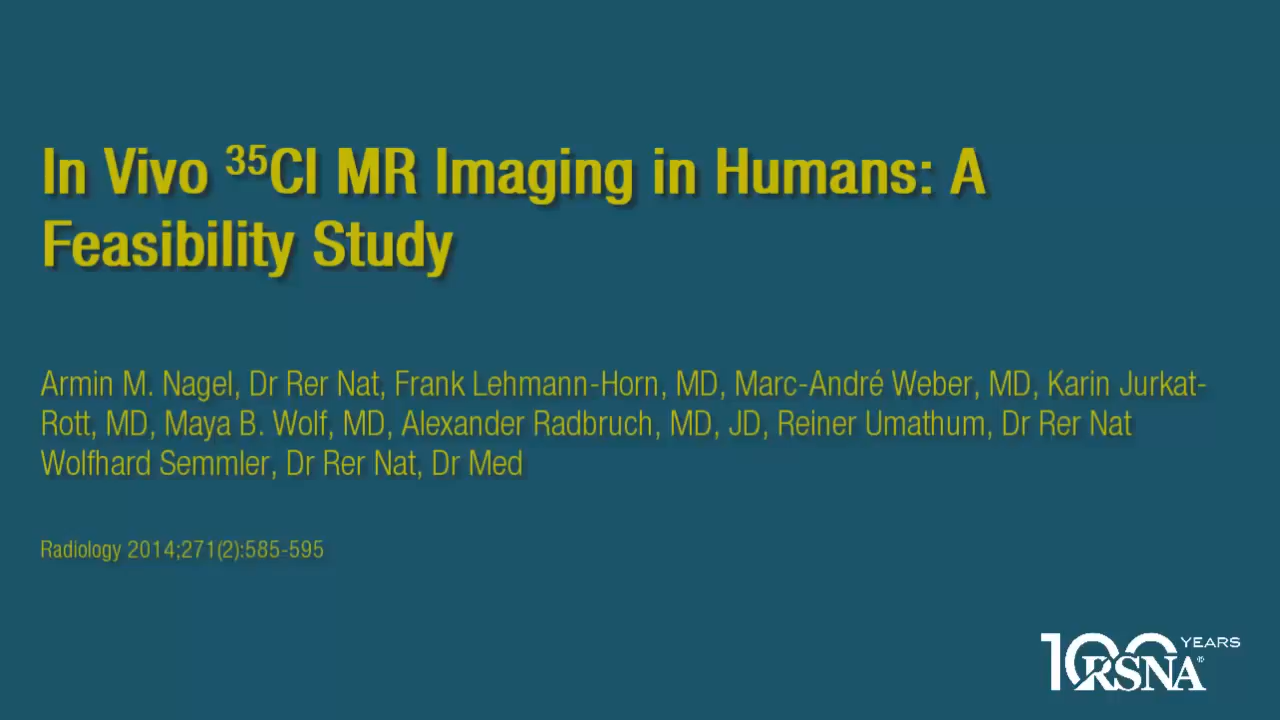 In Vivo ³⁵Cl MR Imaging in Humans: A
Feasibility Study
Armin M. Nagel, Dr Rer Nat, Frank Lehmann-Horn, MD, Marc-André Weber, MD, Karin Jurkat-
Rott, MD, Maya B. Wolf, MD, Alexander Radbruch, MD, JD, Reiner Umathum, Dr Rer Nat
Wolfhard Semmler, Dr Rer Nat, Dr Med
Radiology 2014;271(2):585-595
100 YEARS
RSNA®